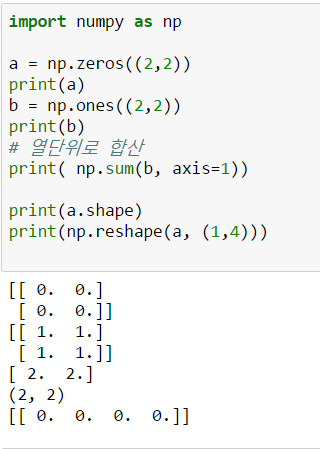 import numpy as np
a = np.zeros((2,2))
print(a)
b = np.ones((2,2))
print(b)
# 열단위로 합산
print( np.sum(b, axis=1))
print(a.shape)
print(np.reshape(a, (1,4)))
[[ 0.  0.]
 [ 0.  0.]]
[[ 1.  1.]
 [ 1.  1.]]
[ 2.  2.]
(2, 2)
[[ 0.  0.  0.  0.]]